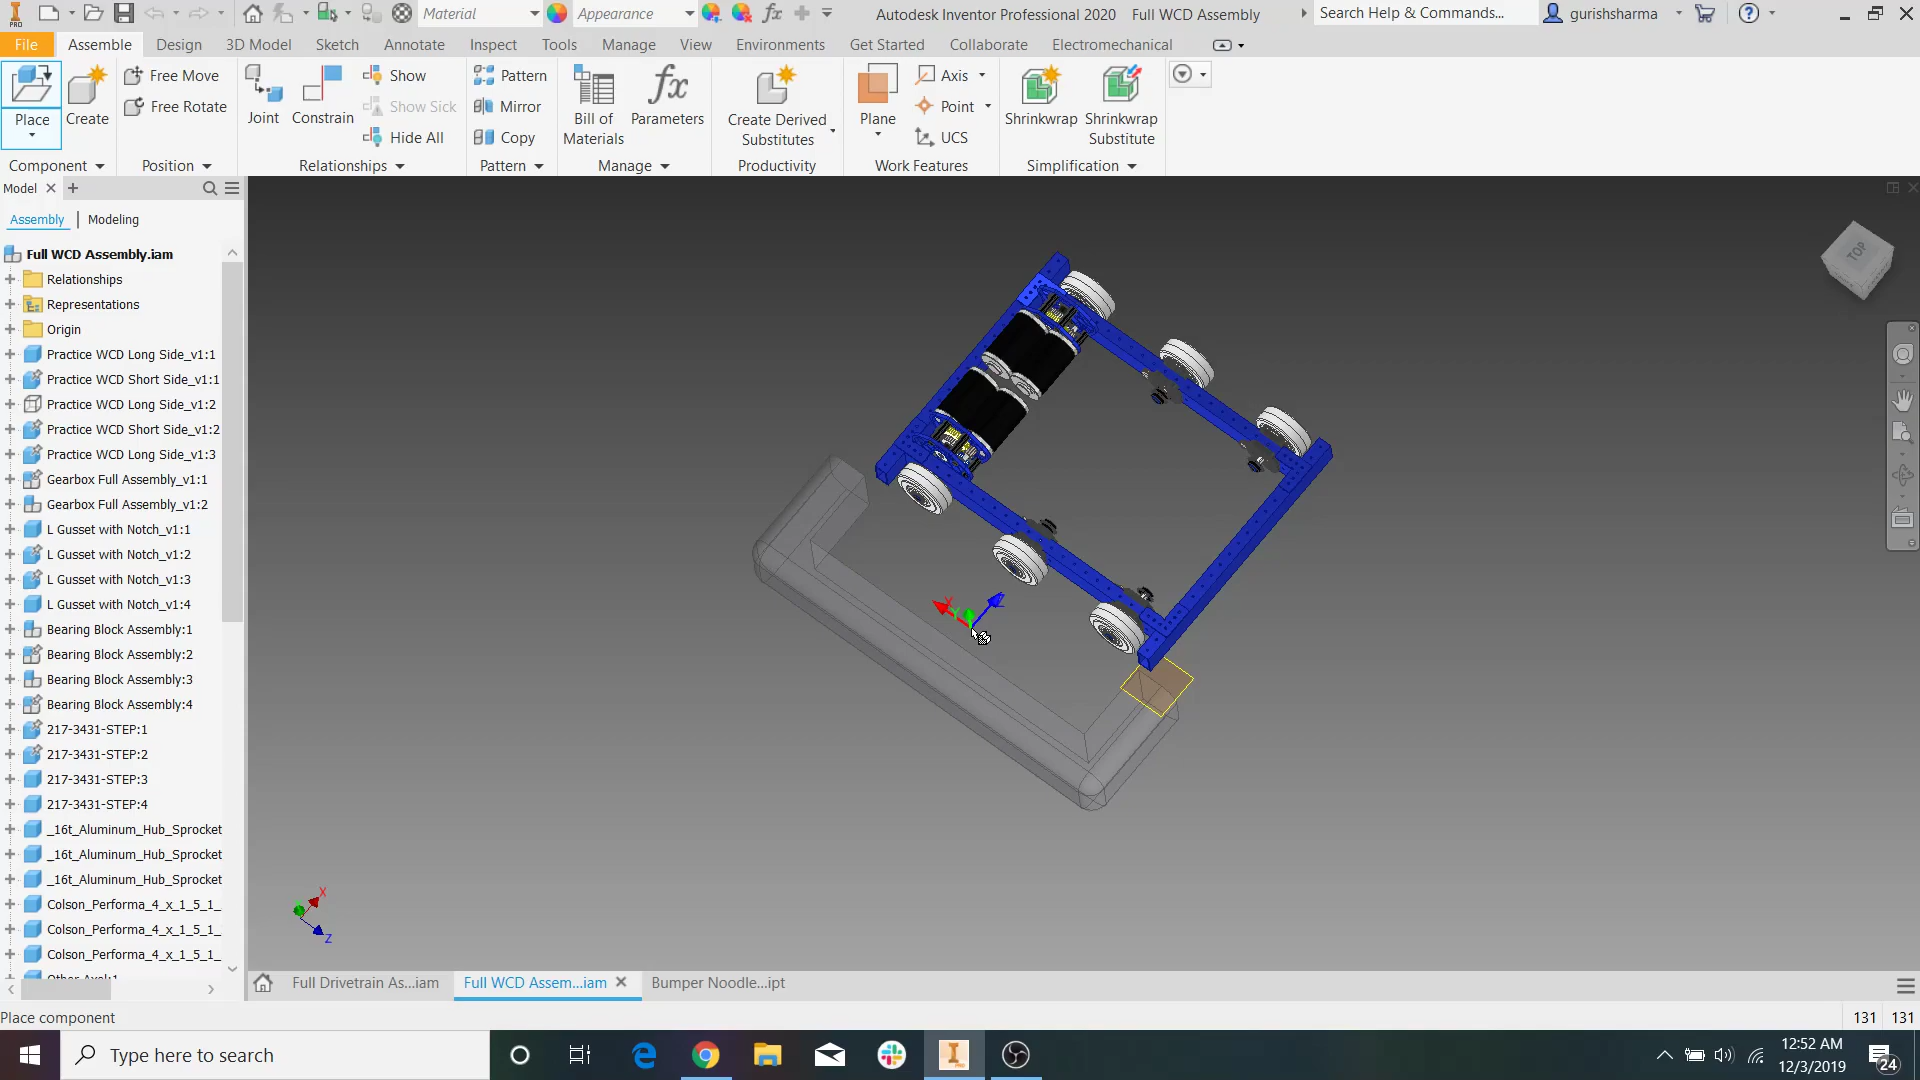 PRO
Material
Appearance
Autodesk Inventor Professional 2020 Full WCD Assembly
Search Help & Commands...
gurishsharma
File Assemble Design 3D Model Sketch Annotate Inspect Tools Manage View Environments Get Started Collaborate Electromechanical
Place
Create
Free Move
Free Rotate
Joint
Constrain
Show
Show Sick
Hide All
Pattern
Mirror
Copy
Bill of
Materials
fx
Parameters
Create Derived
Substitutes
Plane
Axis
Point
UCS
Shrinkwrap
Shrinkwrap
Substitute
Component Position Relationships Pattern Manage Productivity Work Features Simplification
Model
Assembly | Modeling
Full WCD Assembly.iam
Relationships
Representations
Origin
Practice WCD Long Side_v1:1
Practice WCD Short Side_v1:1
Practice WCD Long Side_v1:2
Practice WCD Short Side_v1:2
Practice WCD Long Side_v1:3
Gearbox Full Assembly_v1:1
Gearbox Full Assembly_v1:2
L Gusset with Notch_v1:1
L Gusset with Notch_v1:2
L Gusset with Notch_v1:3
L Gusset with Notch_v1:4
Bearing Block Assembly:1
Bearing Block Assembly:2
Bearing Block Assembly:3
Bearing Block Assembly:4
217-3431-STEP:1
217-3431-STEP:2
217-3431-STEP:3
217-3431-STEP:4
_16t_Aluminum_Hub_Sprocket
_16t_Aluminum_Hub_Sprocket
_16t_Aluminum_Hub_Sprocket
Colson_Performa_4_x_1_5_1_
Colson_Performa_4_x_1_5_1_
Colson_Performa_4_x_1_5_1_
Other Axel:1
TOP
X
Y
Z
X
Z
Full Drivetrain As...iam
Full WCD Assem...iam
Bumper Noodle...ipt
Place component
131 131
Type here to search
12:52 AM
12/3/2019
24